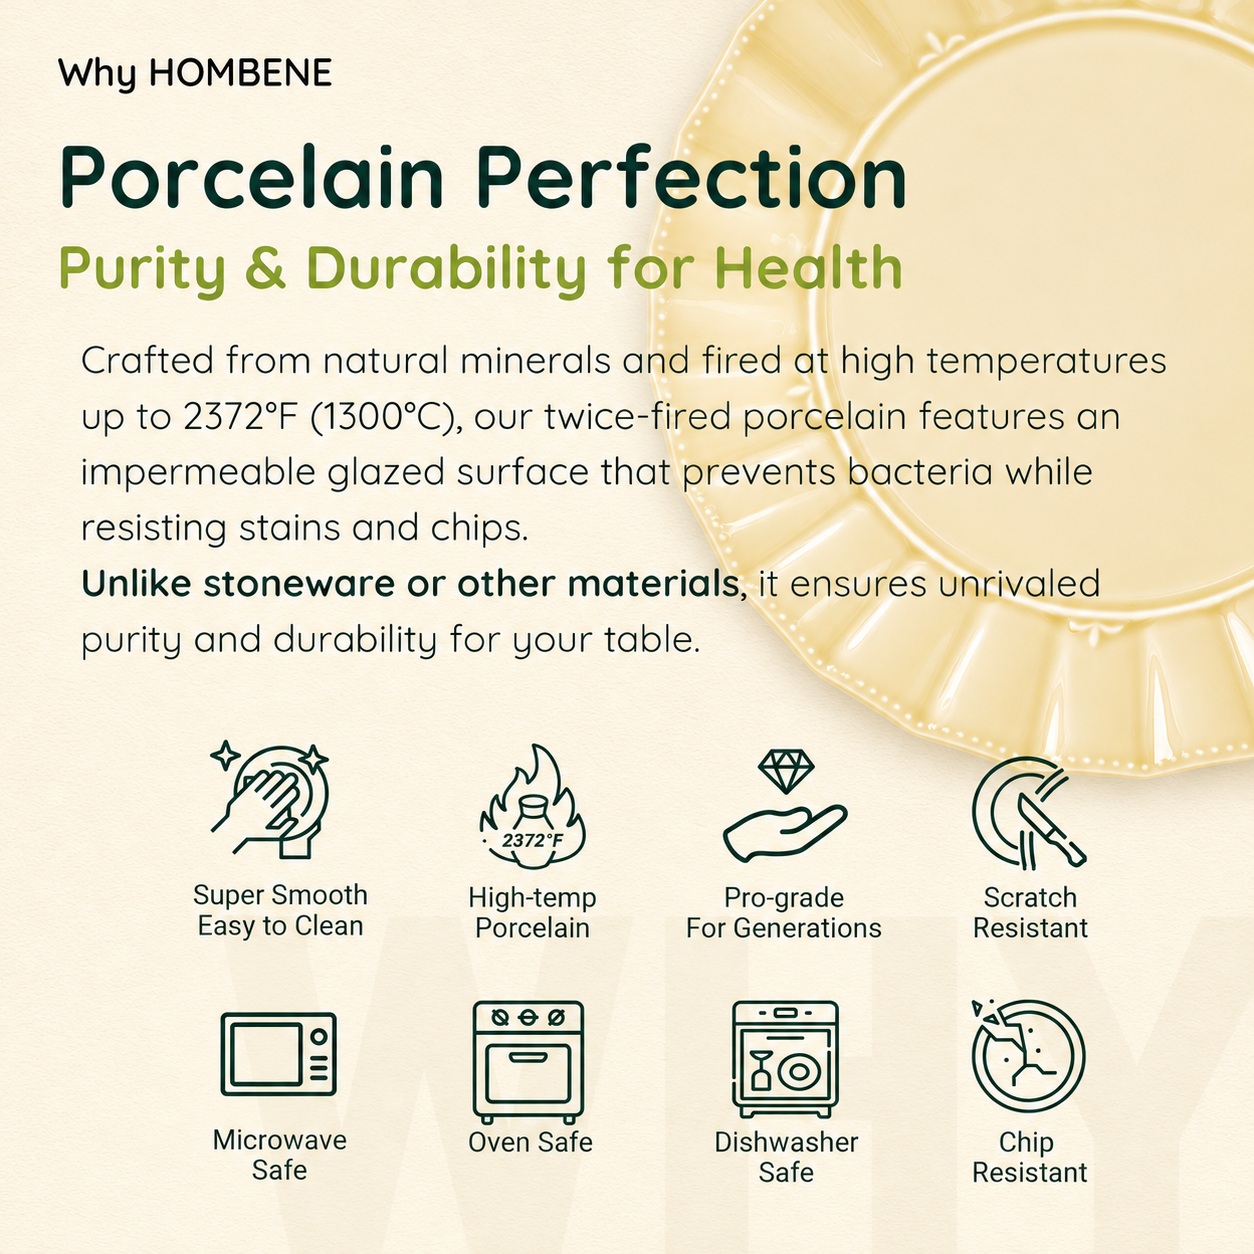 Why HOMBENE
Porcelain Perfection
Purity & Durability for Health
Crafted from natural minerals and fired at high temperatures
up to 2372°F (1300°C), our twice-fired porcelain features an
impermeable glazed surface that prevents bacteria while
resisting stains and chips.
Unlike stoneware or other materials, it ensures unrivaled
purity and durability for your table.
2372°F
Super Smooth
Easy to Clean
High-temp
Porcelain
Pro-grade
For Generations
Scratch
Resistant
Microwave
Safe
Oven Safe
Dishwasher
Safe
Chip
Resistant
WHY